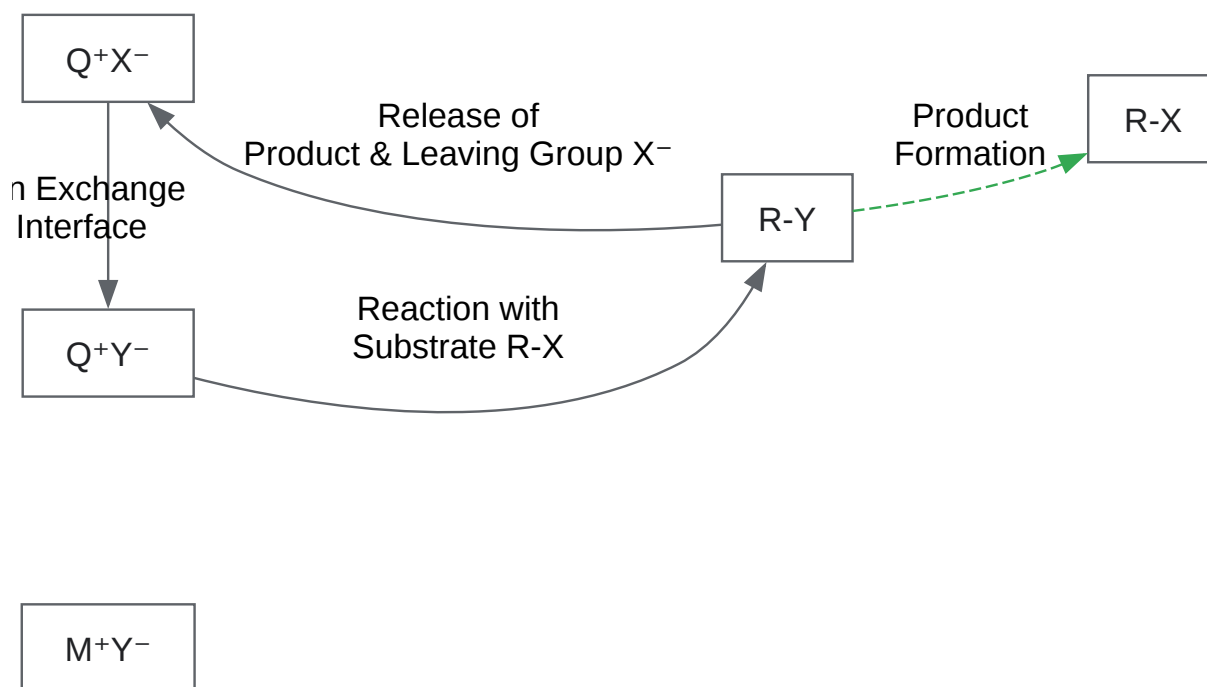 Q⁺X⁻
Release of
Product & Leaving Group X⁻
Product
Formation
R-X
Exchange
Interface
R-Y
Q⁺Y⁻
Reaction with
Substrate R-X
M⁺Y⁻